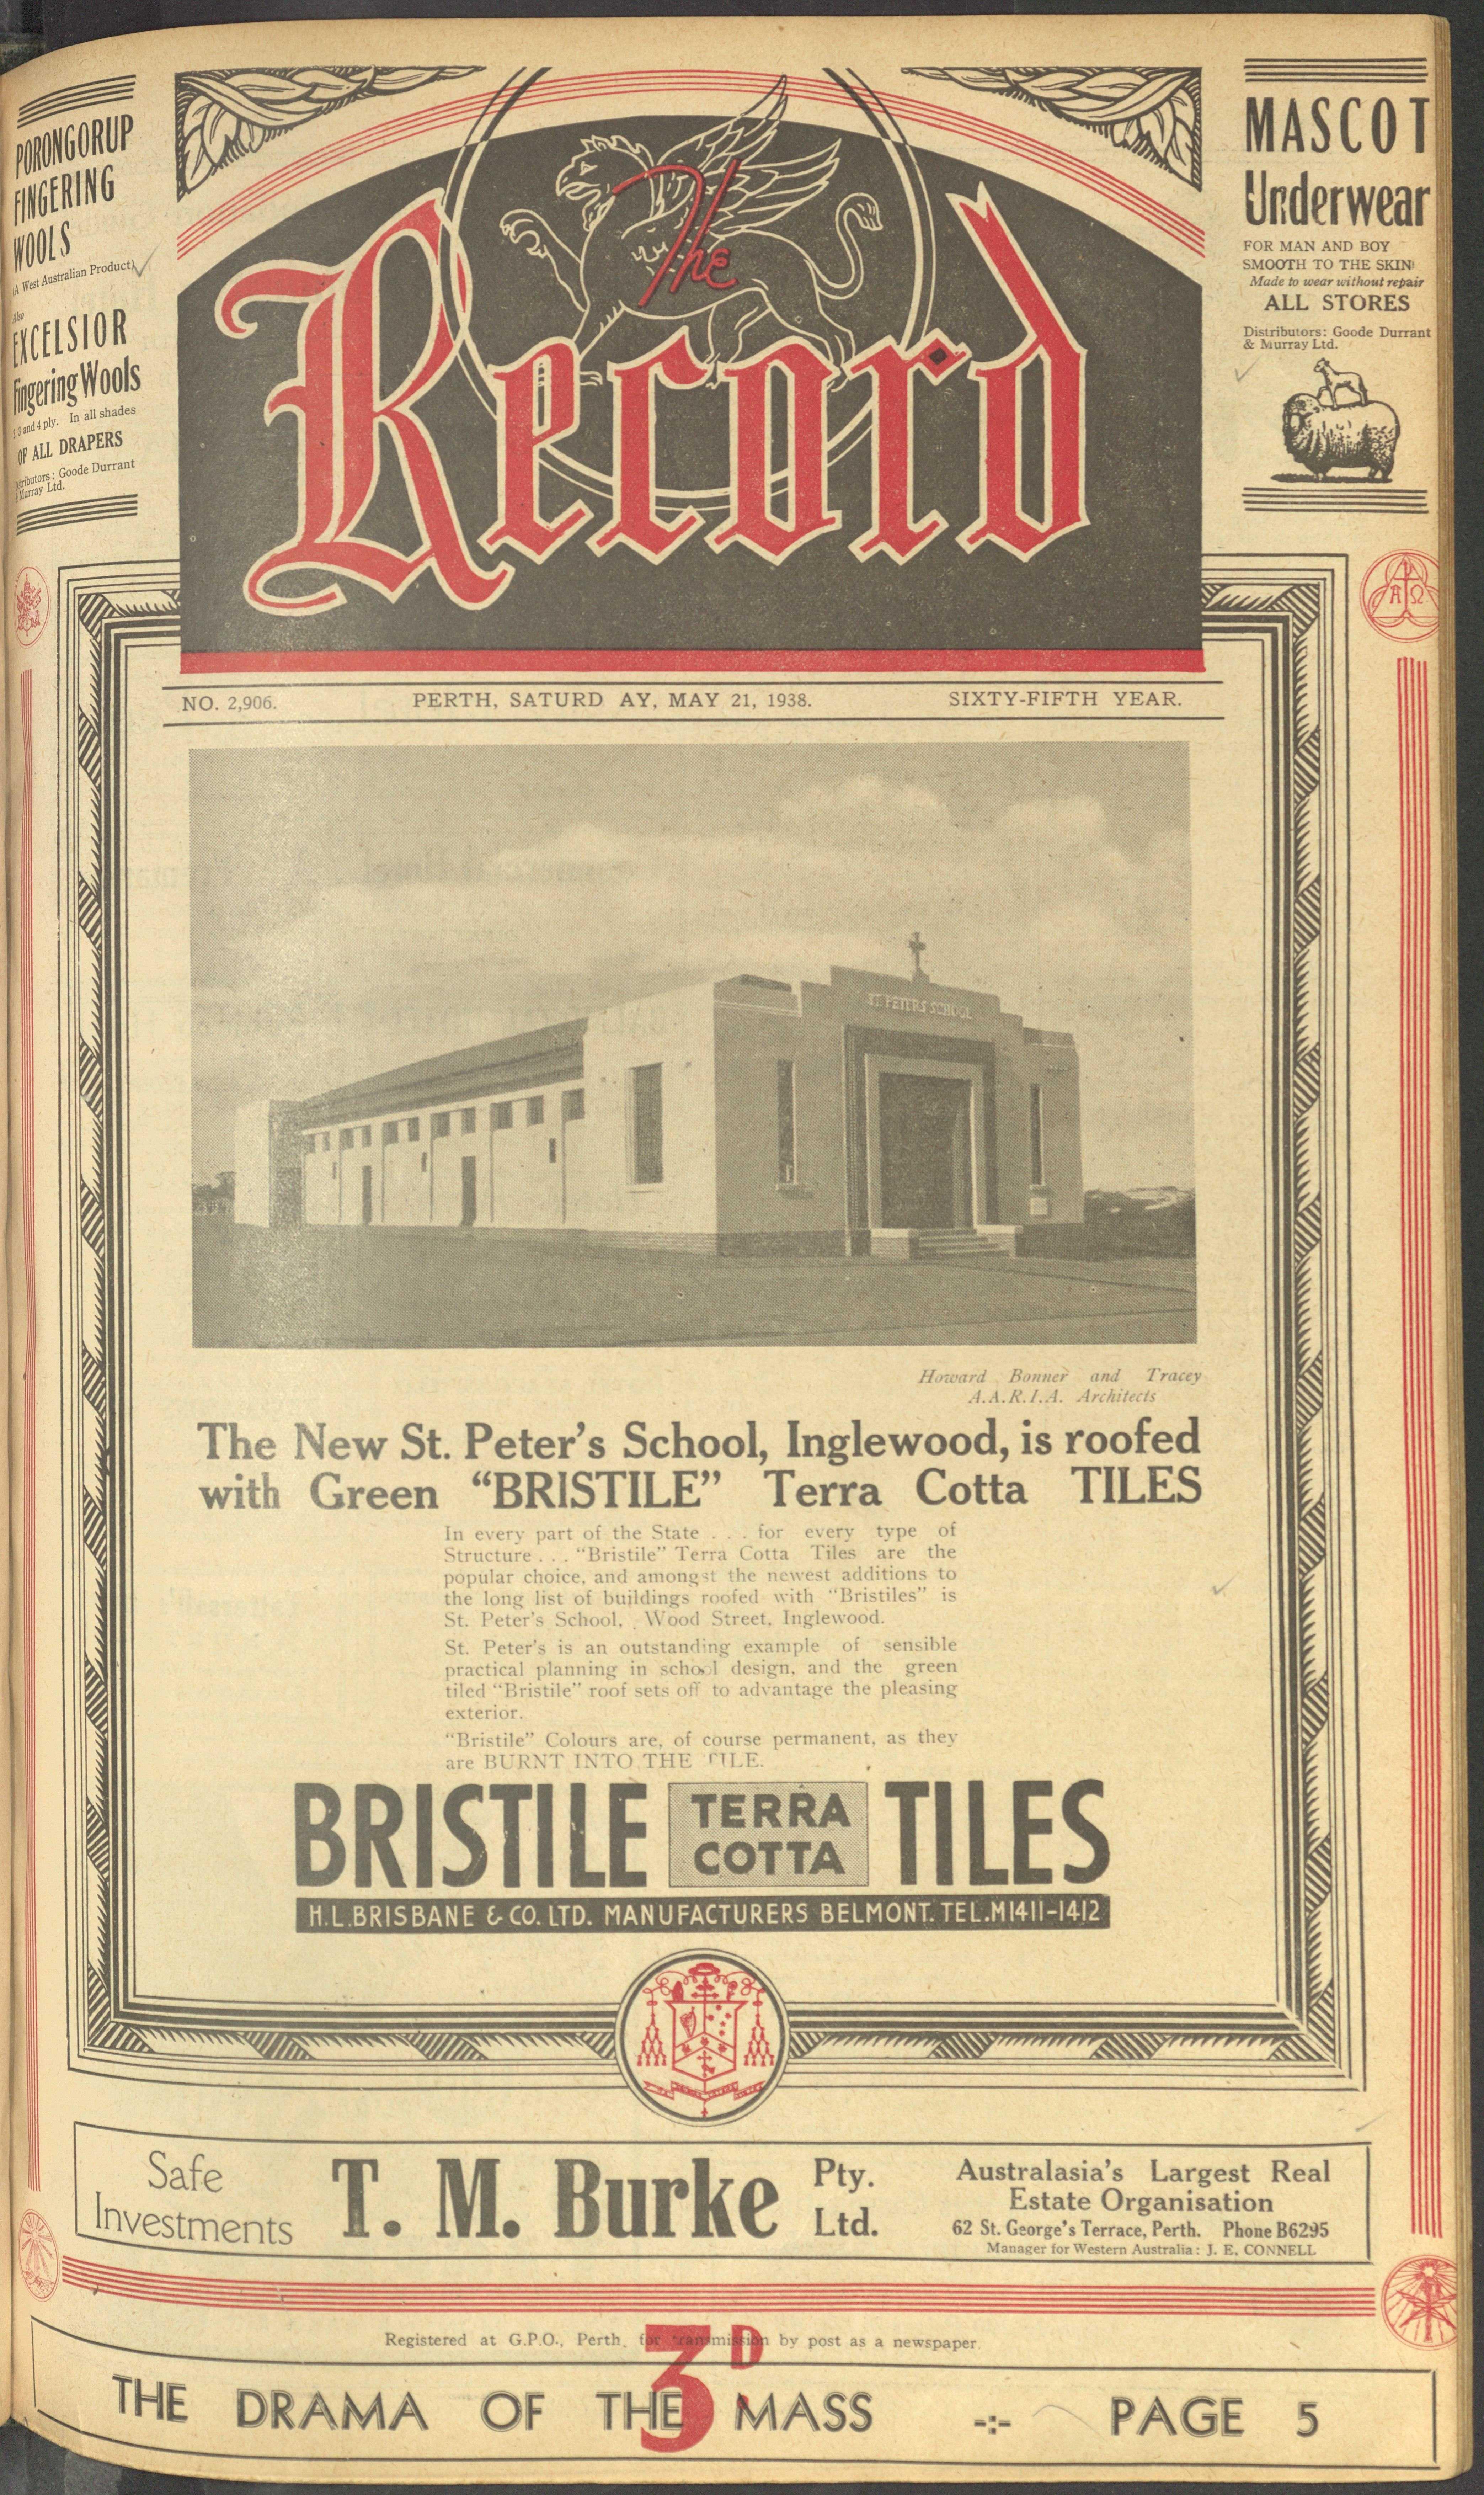 PORONGORUP
FINGERING
WOOLS
(A West Australian Product)
Also
EXCELSIOR
Fingering Wools
3 and 4 ply. In all shades
OF ALL DRAPERS
Distributors: Goode Durrant
& Murray Ltd.
The
Record
MASCOT
Underwear
FOR MAN AND BOY
SMOOTH TO THE SKIN
Made to wear without repair
ALL STORES
Distributors: Goode Durrant
& Murray Ltd.
Α Ω
NO. 2,906. PERTH, SATURD AY, MAY 21, 1938. SIXTY-FIFTH YEAR.
ST. PETERS SCHOOL
Howard Bonner and Tracey
A.A.R.I.A. Architects
The New St. Peter's School, Inglewood, is roofed
with Green "BRISTILE" Terra Cotta TILES
In every part of the State . . . for every type of
Structure . . . "Bristile" Terra Cotta Tiles are the
popular choice, and amongst the newest additions to
the long list of buildings roofed with "Bristiles" is
St. Peter's School, Wood Street, Inglewood.
St. Peter's is an outstanding example of sensible
practical planning in school design, and the green
tiled "Bristile" roof sets off to advantage the pleasing
exterior.
"Bristile" Colours are, of course permanent, as they
are BURNT INTO THE TILE.
BRISTILE TERRA COTTA TILES
H.L.BRISBANE & CO. LTD. MANUFACTURERS BELMONT. TEL.M1411-1412
Safe
Investments
T. M. Burke
Pty.
Ltd.
Australasia's Largest Real
Estate Organisation
62 St. George's Terrace, Perth. Phone B6295
Manager for Western Australia: J. E. CONNELL
Registered at G.P.O., Perth, for transmission by post as a newspaper.
3D
THE DRAMA OF THE MASS -:- PAGE 5